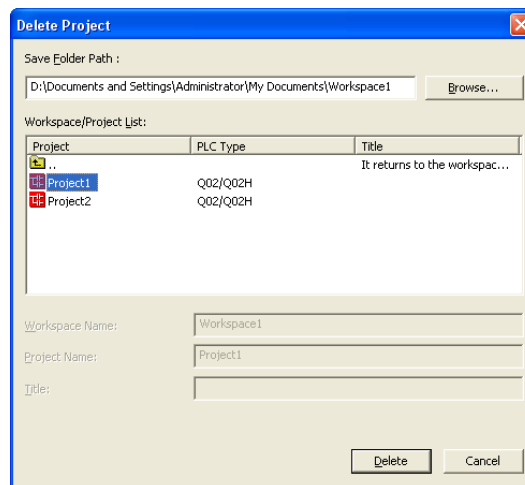 Delete Project
Save Folder Path :
D:\Documents and Settings\Administrator\My Documents\Workspace1
Browse...
Workspace/Project List:
Project PLC Type Title
.. It returns to the workspac...
Project1 Q02/Q02H
Project2 Q02/Q02H
Workspace Name: Workspace1
Project Name: Project1
Title:
Delete Cancel